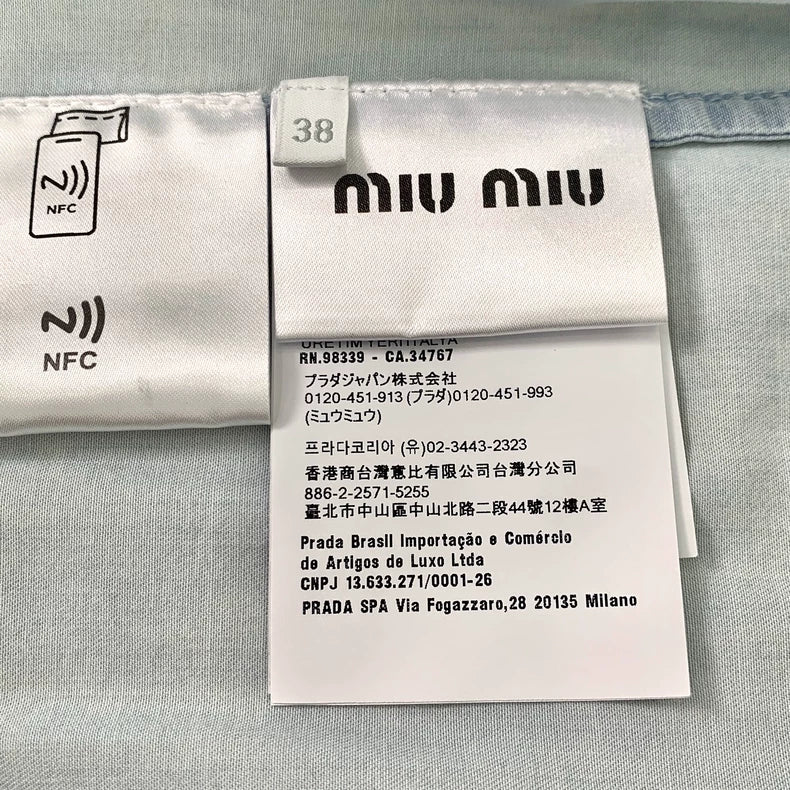 NFC
NFC
38
MIU MIU
ÜRETİM YERİ İTALYA
RN.98339 - CA.34767
プラダジャパン株式会社
0120-451-913 (プラダ)0120-451-993
(ミュウミュウ)
프라다코리아 (유)02-3443-2323
香港商台灣意比有限公司台灣分公司
886-2-2571-5255
臺北市中山區中山北路二段44號12樓A室
Prada Brasil Importação e Comércio
de Artigos de Luxo Ltda
CNPJ 13.633.271/0001-26
PRADA SPA Via Fogazzaro,28 20135 Milano